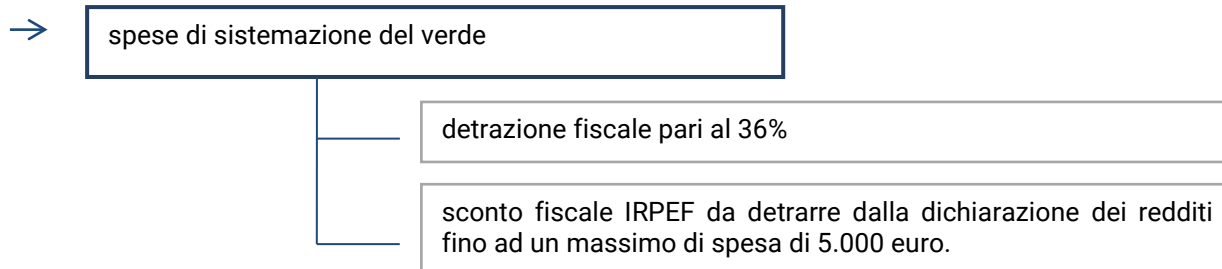 spese di sistemazione del verde
detrazione fiscale pari al 36%
sconto fiscale IRPEF da detrarre dalla dichiarazione dei redditi
fino ad un massimo di spesa di 5.000 euro.